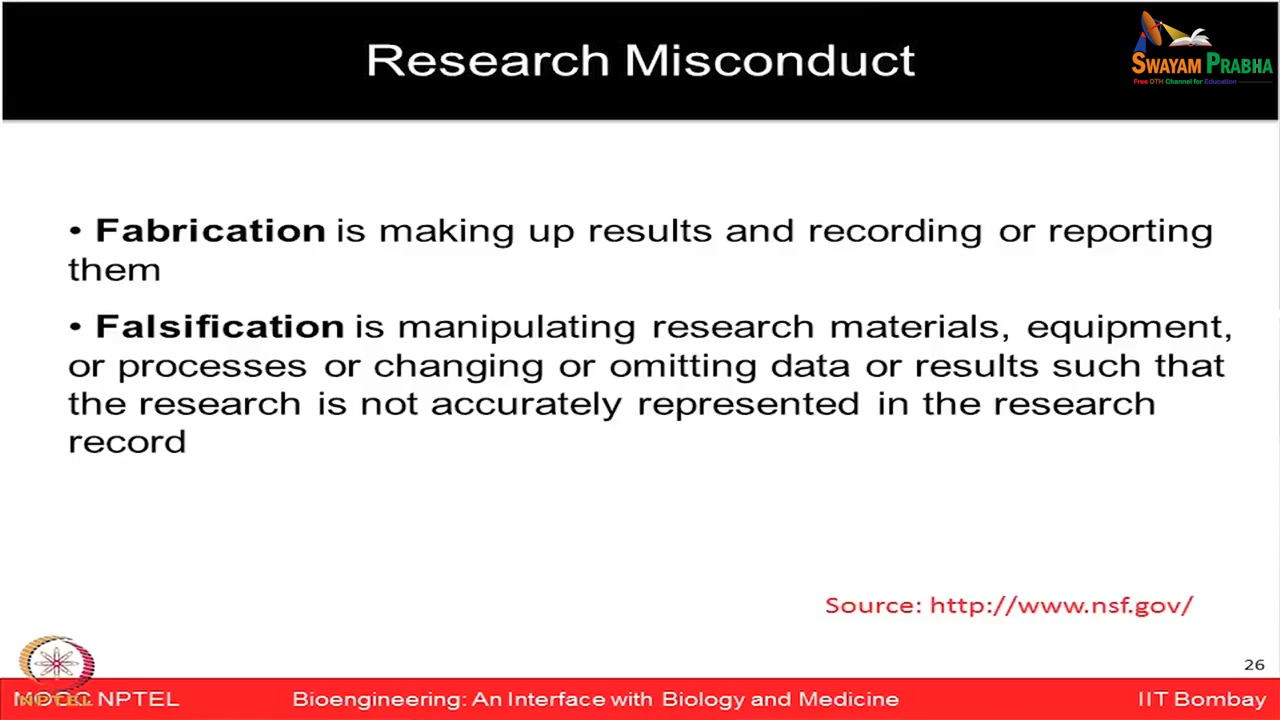 Research Misconduct
SWAYAM PRABHA
Free DTH Channel for Education
• Fabrication is making up results and recording or reporting
them
• Falsification is manipulating research materials, equipment,
or processes or changing or omitting data or results such that
the research is not accurately represented in the research
record
Source: http://www.nsf.gov/
26
MOOC NPTEL
NPTEL
Bioengineering: An Interface with Biology and Medicine
IIT Bombay